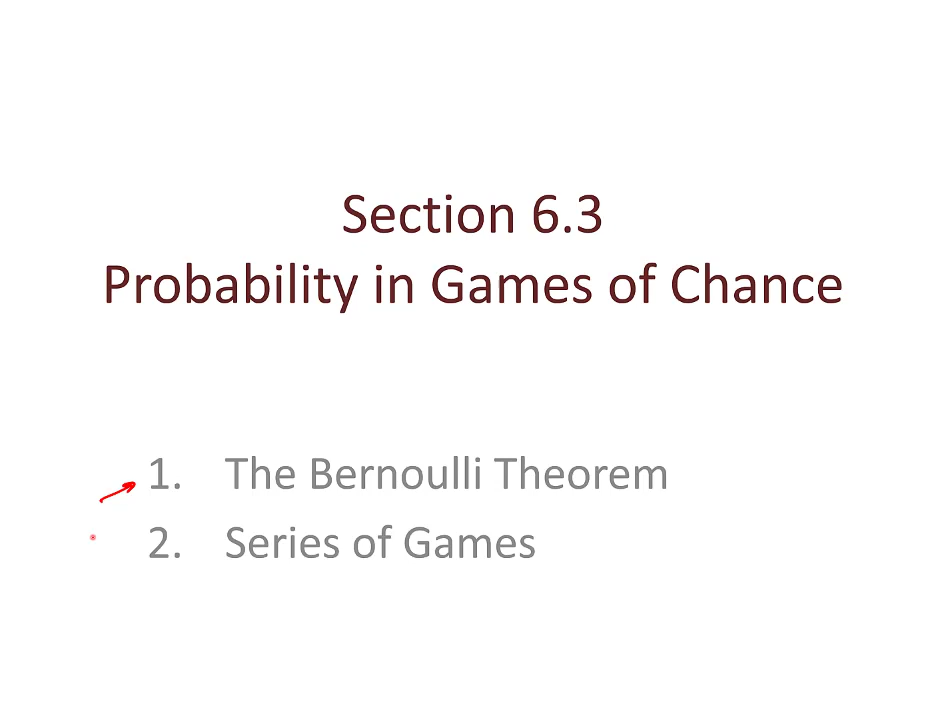 Section 6.3
Probability in Games of Chance
1. The Bernoulli Theorem
2. Series of Games